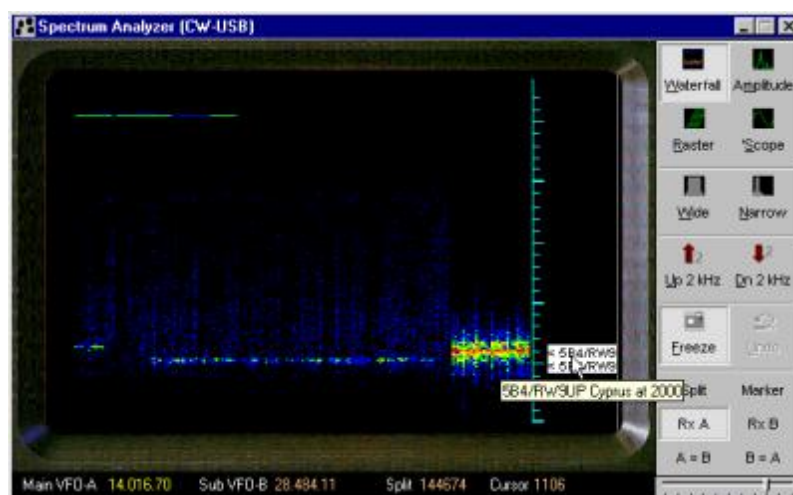 Spectrum Analyzer (CW-USB)
Waterfall Amplitude
Raster 'Scope
Wide Narrow
Up 2 kHz Dn 2 kHz
< 5B4/RW9
Freeze
5B4/RW9UP Cyprus at 2000
Split Marker
Rx A Rx B
A = B B = A
Main VFO-A 14.016.70 Sub VFO-B 28.484.11 Split 144674 Cursor 1106